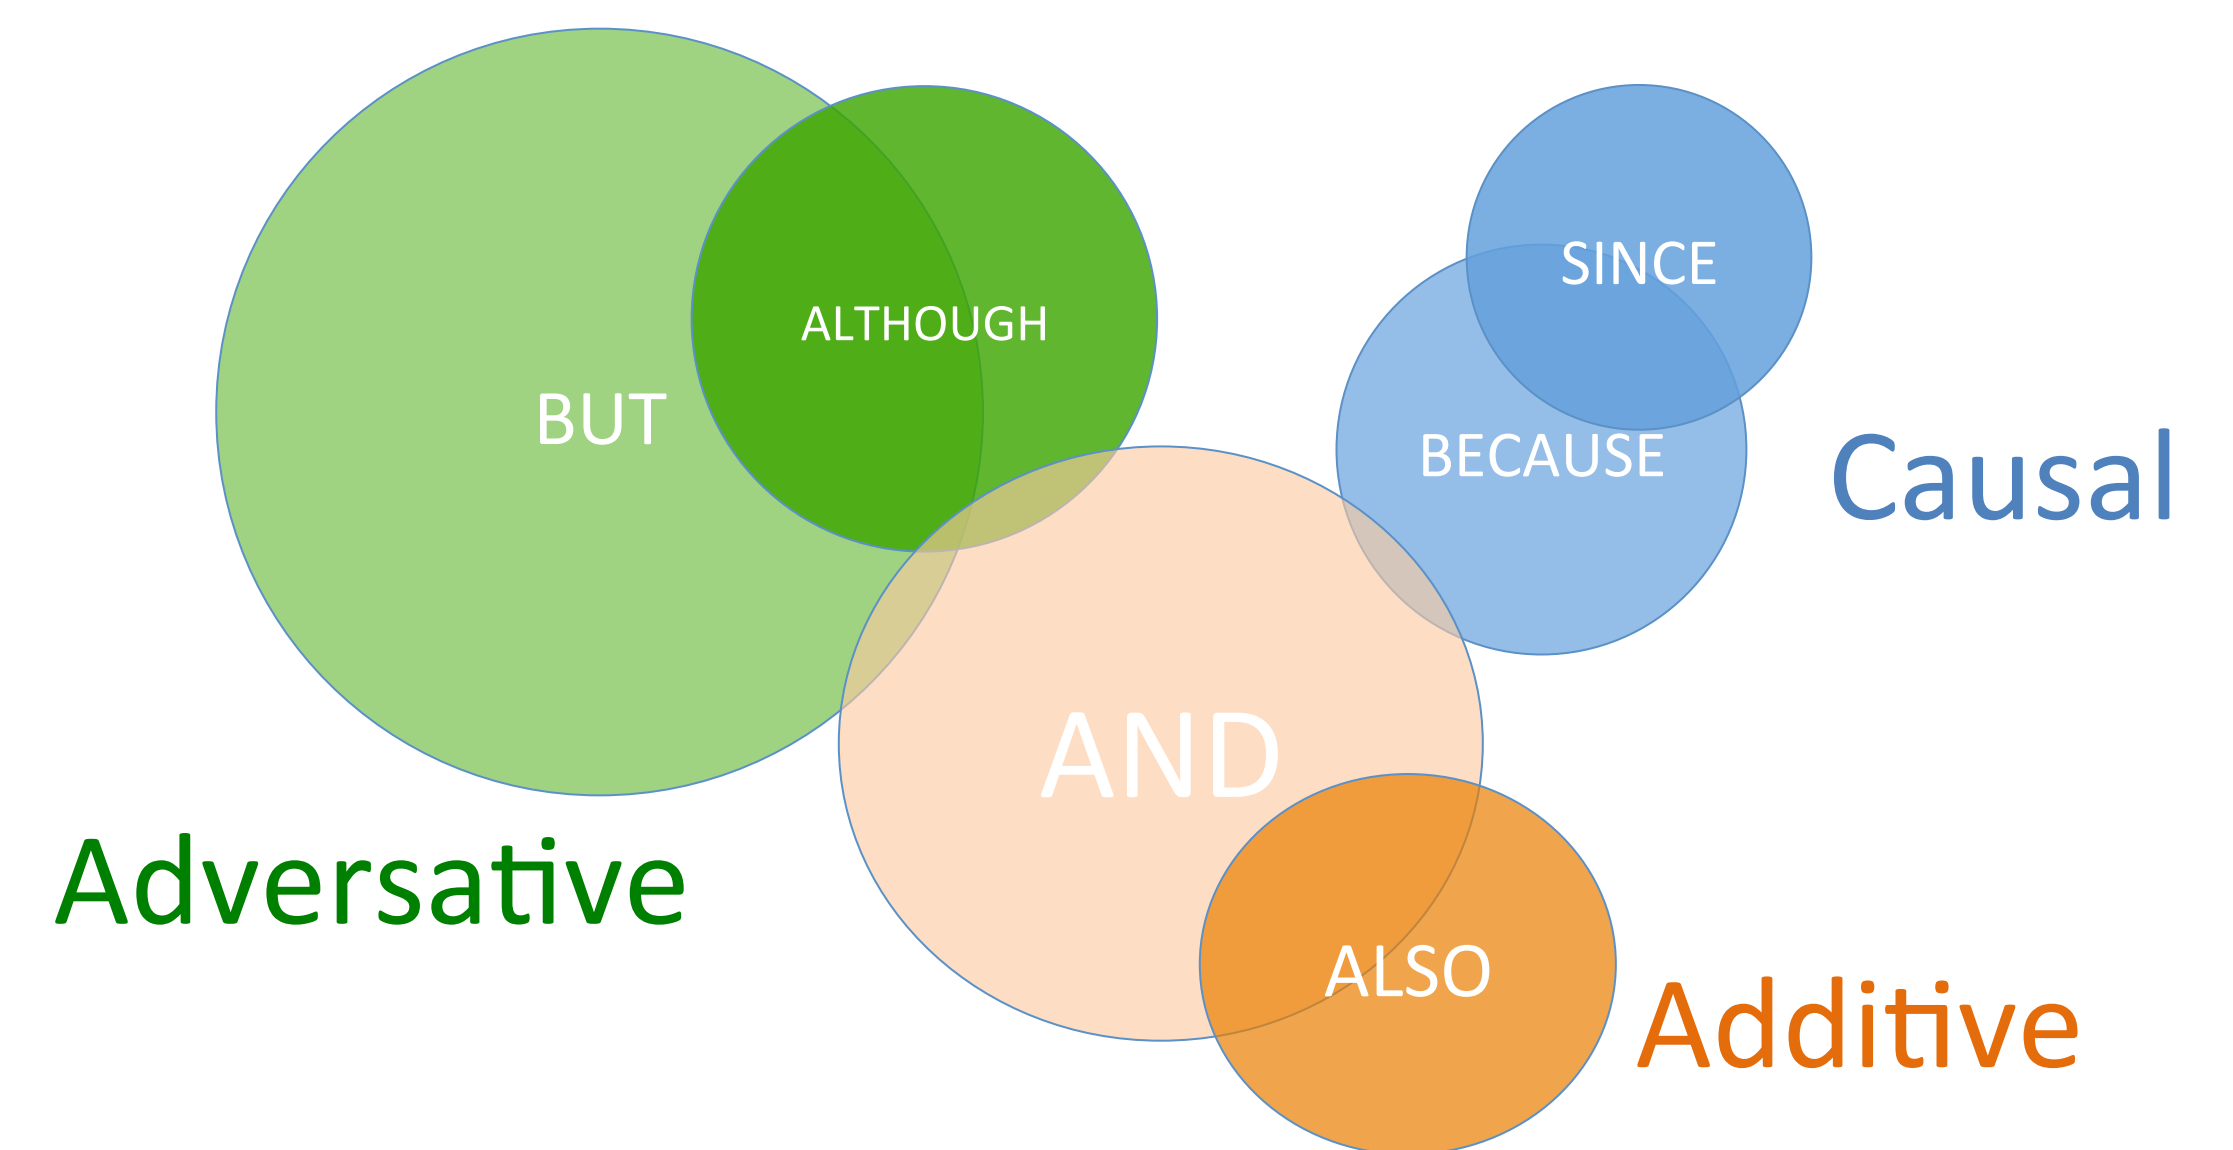 SINCE
ALTHOUGH
BUT
BECAUSE
Causal
AND
Adversative
ALSO
Additive